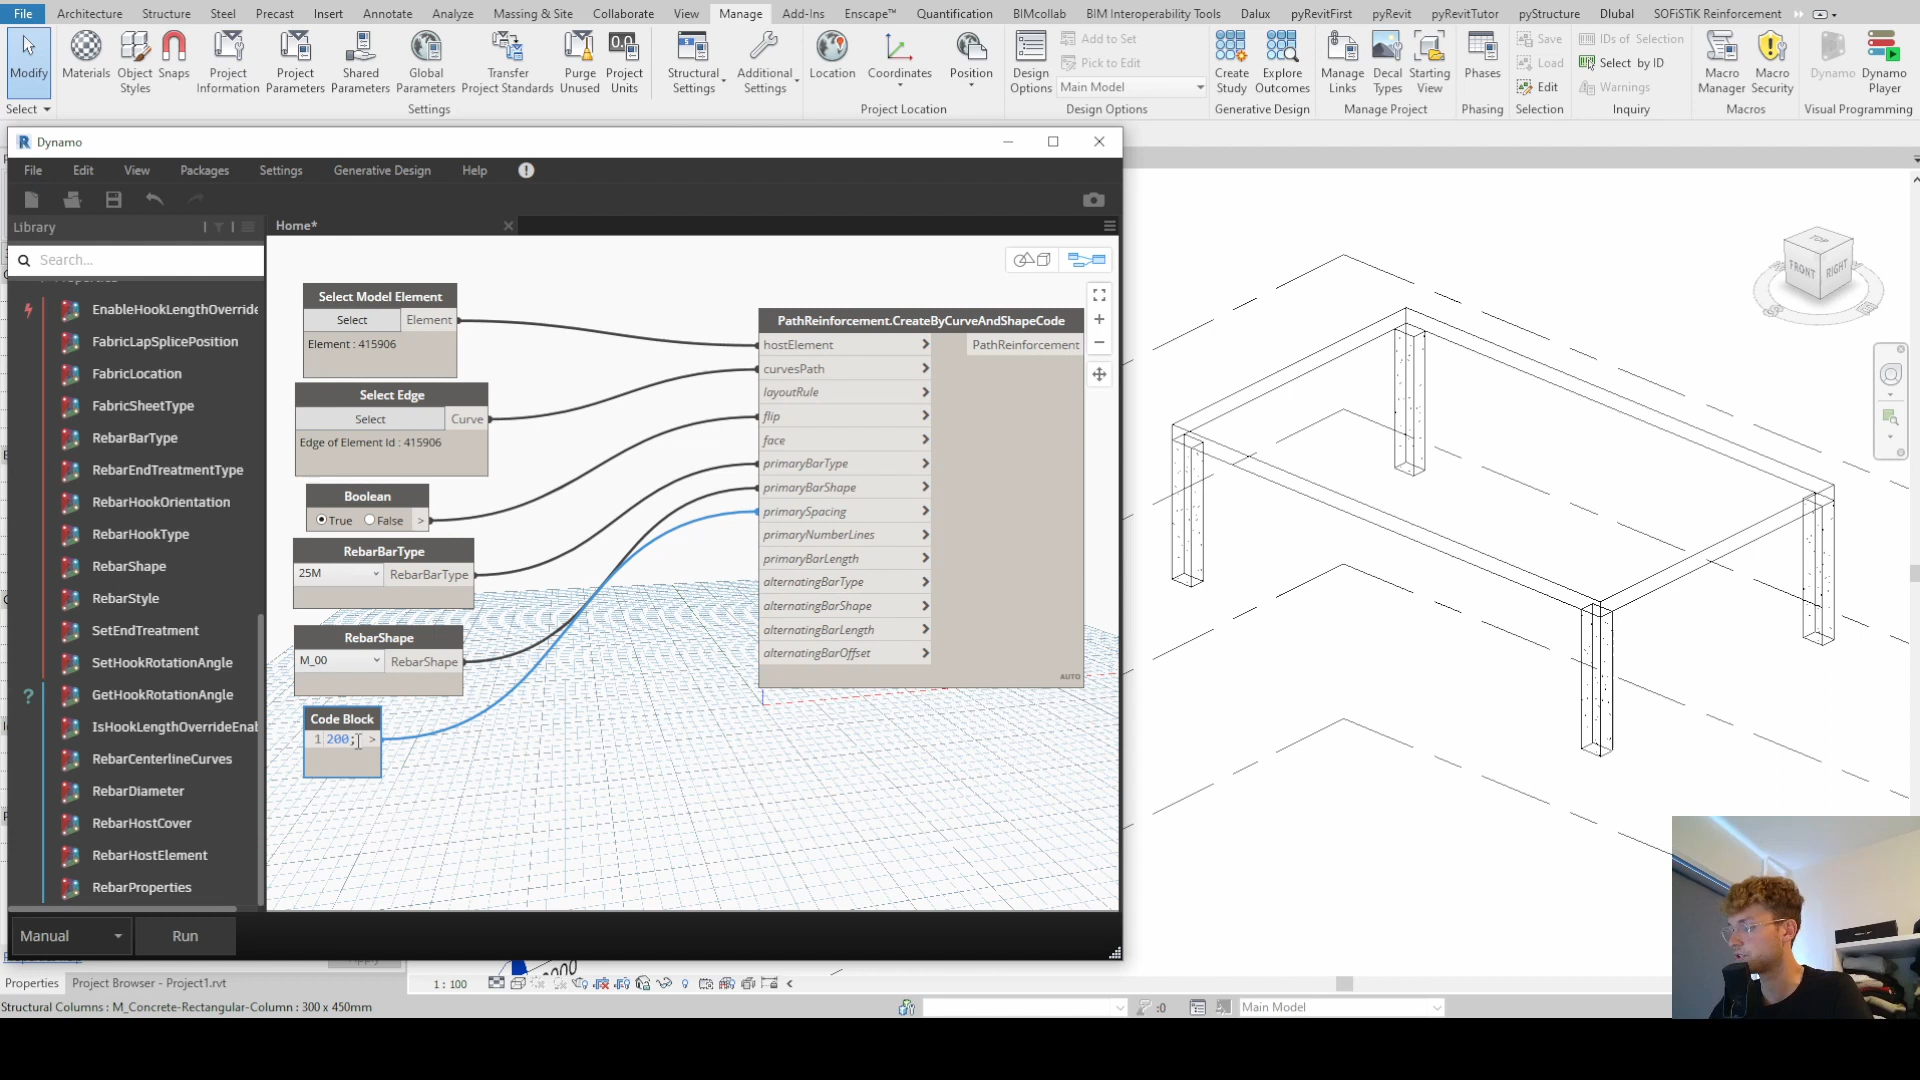 File Architecture Structure Steel Precast Insert Annotate Analyze Massing & Site Collaborate View Manage Add-Ins Enscape™ Quantification BIMcollab BIM Interoperability Tools Dalux pyRevitFirst pyRevit pyRevitTutor pyStructure Dlubal SOFiSTiK Reinforcement
Modify
Materials
Object Styles
Snaps
Project Information
Project Parameters
Shared Parameters
Global Parameters
Transfer Project Standards
Purge Unused
Project Units
Structural Settings
Additional Settings
Location
Coordinates
Position
Design Options
Add to Set
Pick to Edit
Main Model
Create Study
Explore Outcomes
Manage Links
Decal Types
Starting View
Phases
Save
Load
Edit
IDs of Selection
Select by ID
Warnings
Macro Manager
Macro Security
Dynamo
Dynamo Player
Select
Settings
Project Location
Design Options
Generative Design
Manage Project
Phasing
Selection
Inquiry
Macros
Visual Programming
R Dynamo
File Edit View Packages Settings Generative Design Help !
Library
Home*
Search...
Properties
EnableHookLengthOverride
FabricLapSplicePosition
FabricLocation
FabricSheetType
RebarBarType
RebarEndTreatmentType
RebarHookOrientation
RebarHookType
RebarShape
RebarStyle
SetEndTreatment
SetHookRotationAngle
? GetHookRotationAngle
IsHookLengthOverrideEnal
RebarCenterlineCurves
RebarDiameter
RebarHostCover
RebarHostElement
RebarProperties
Select Model Element
Select Element
Element : 415906
Select Edge
Select Curve
Edge of Element Id : 415906
Boolean
True False >
RebarBarType
25M RebarBarType
RebarShape
M_00 RebarShape
Code Block
1 200; >
PathReinforcement.CreateByCurveAndShapeCode
hostElement > PathReinforcement
curvesPath >
layoutRule >
flip >
face >
primaryBarType >
primaryBarShape >
primarySpacing >
primaryNumberLines >
primaryBarLength >
alternatingBarType >
alternatingBarShape >
alternatingBarLength >
alternatingBarOffset >
AUTO
Manual Run
TOP
FRONT
RIGHT
Properties Project Browser - Project1.rvt
1 : 100
Structural Columns : M_Concrete-Rectangular-Column : 300 x 450mm
:0
Main Model